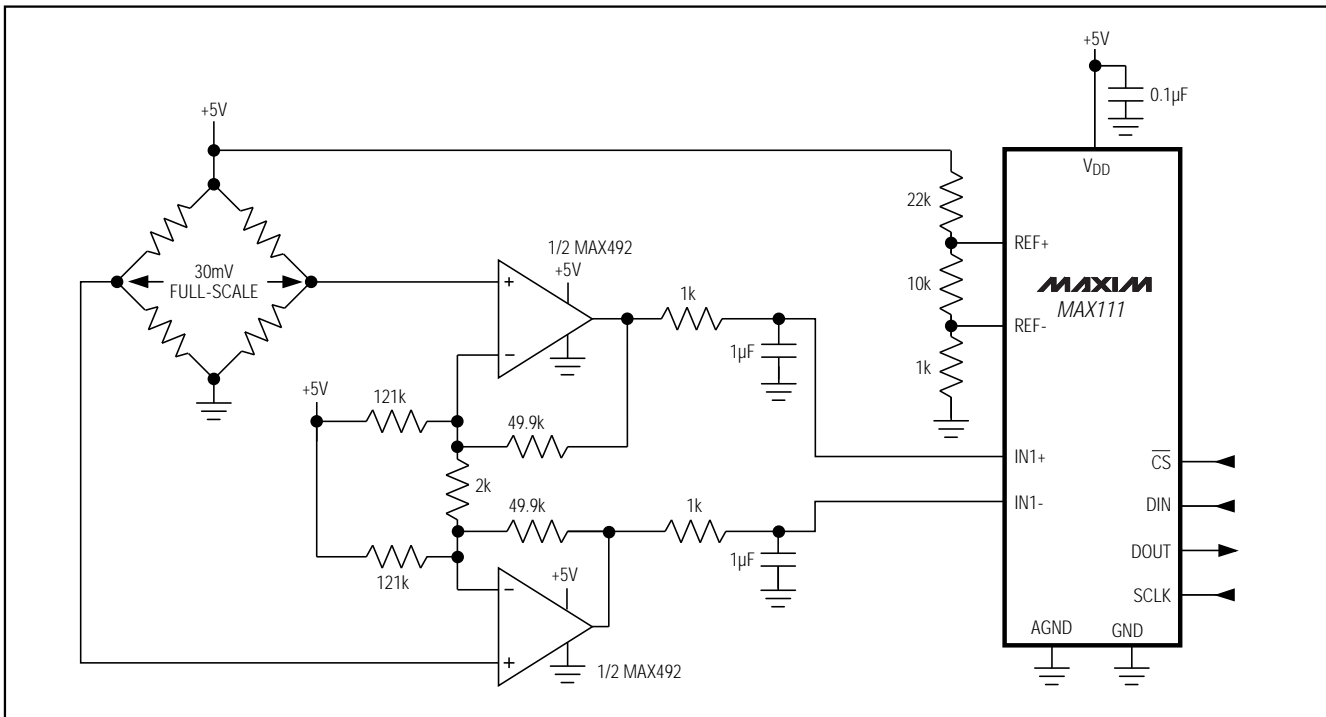 +5V
0.1µF
+5V
VDD
22k
1/2 MAX492
REF+
+5V
30mV
FULL-SCALE
+
1k
10k
MAXIM
MAX111
REF-
−
1µF
1k
+5V
121k
49.9k
IN1+
CS
2k
IN1-
49.9k
1k
DIN
121k
1µF
DOUT
+5V
−
SCLK
AGND
GND
+
1/2 MAX492